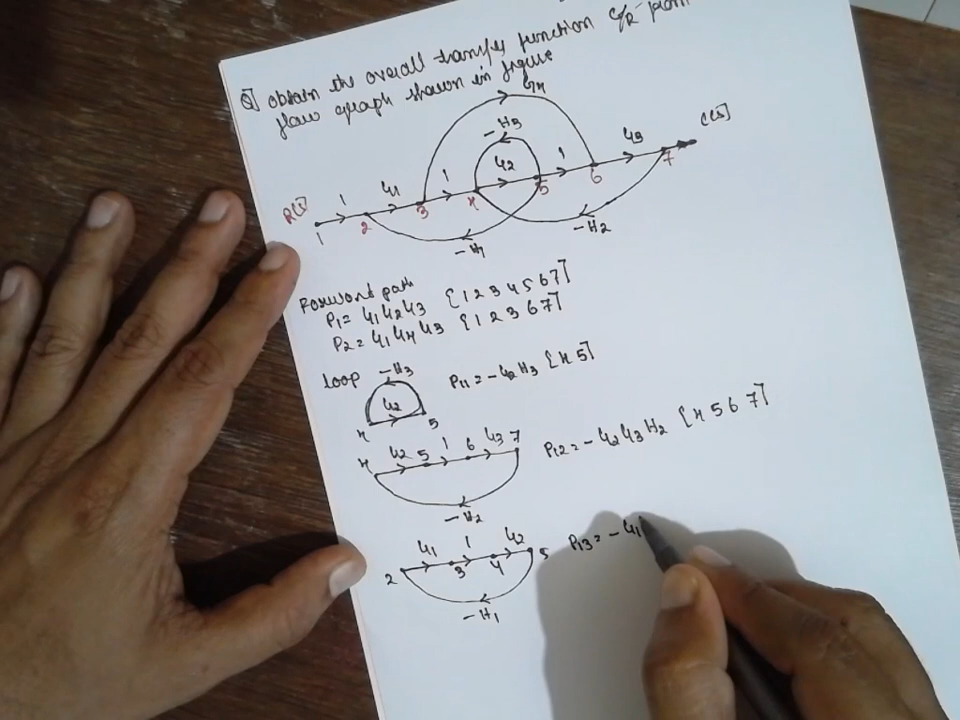 Q] obtain the overall transfer function C/R from
flow graph shown in figure
G4
-H3
R(s) 1 G1 1 G2 1 G3 C(s)
1 2 3 4 5 6 7
-H1 -H2
Forward path
P1 = G1G2G3 {1 2 3 4 5 6 7}
P2 = G1G4G3 {1 2 3 6 7}
loop -H3
G2
4 5 P11 = -G2H3 {4 5}
4 G2 5 1 6 G3 7 P12 = -G2G3H2 {4 5 6 7}
-H2
G1 1 G2
2 3 4 5 P13 = -G1
-H1